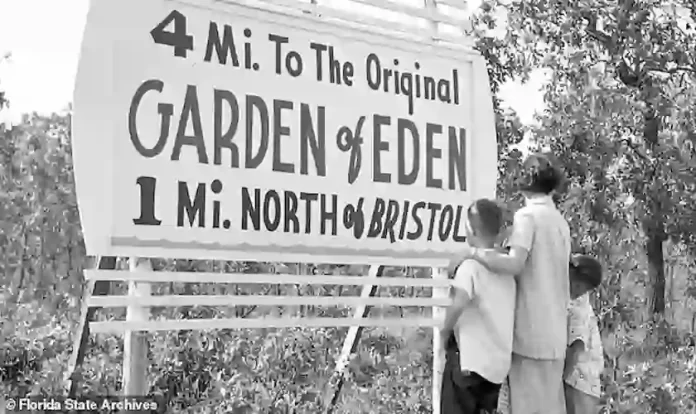 4 Mi. To The Original
GARDEN of EDEN
1 Mi. NORTH of BRISTOL
© Florida State Archives